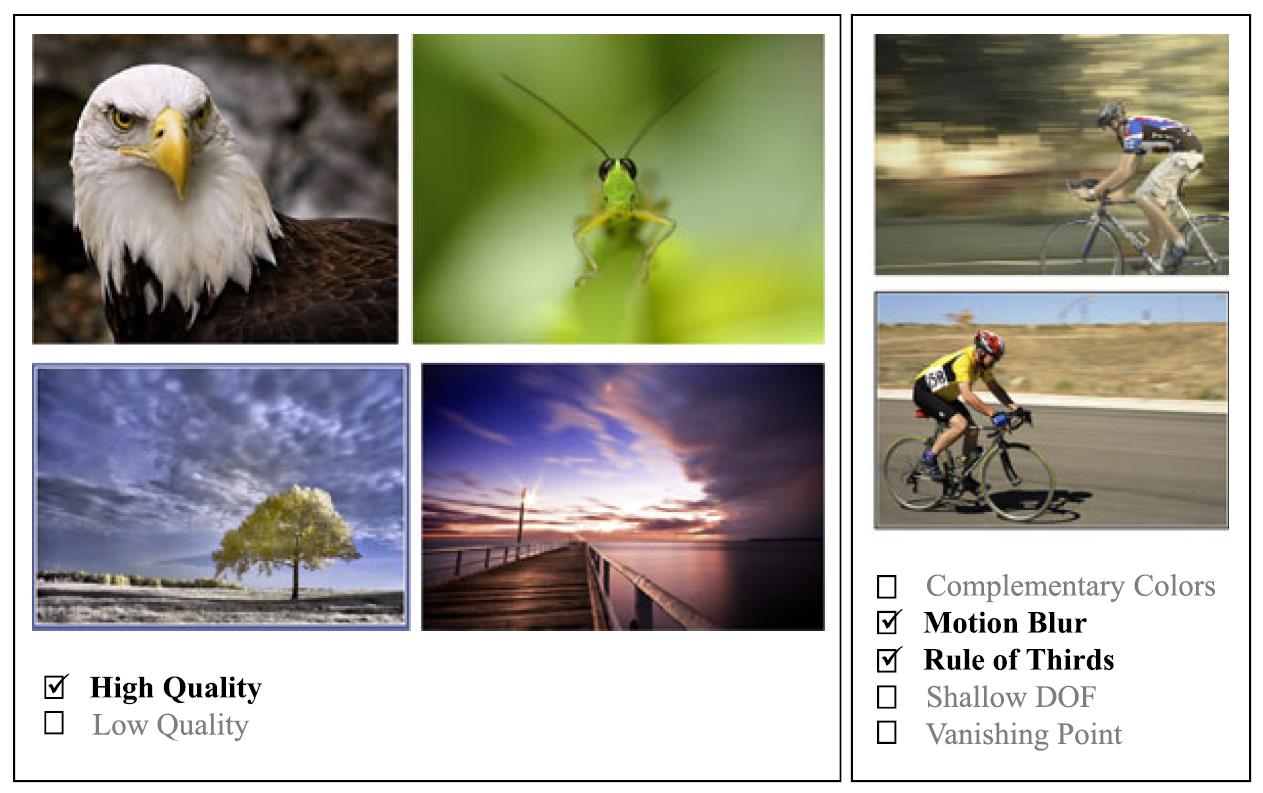 High Quality
Low Quality
Complementary Colors
Motion Blur
Rule of Thirds
Shallow DOF
Vanishing Point